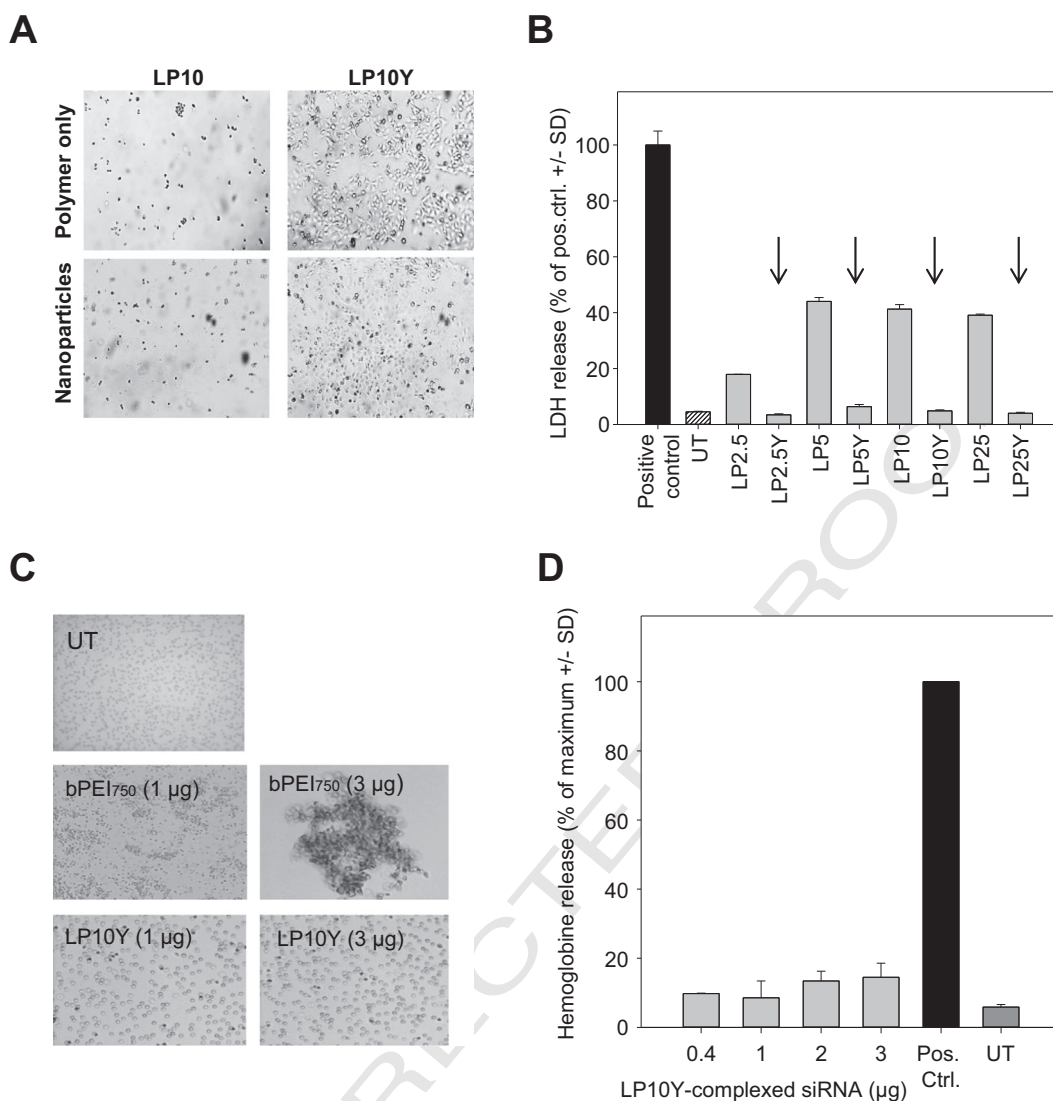 A
LP10
LP10Y
Polymer only
Nanoparticles
B
LDH release (% of pos.ctrl. +/- SD)
100
80
60
40
20
0
Positive
control
UT
LP2.5
LP2.5Y
LP5
LP5Y
LP10
LP10Y
LP25
LP25Y
C
UT
bPEI750 (1 µg)
bPEI750 (3 µg)
LP10Y (1 µg)
LP10Y (3 µg)
D
Hemoglobine release (% of maximum +/- SD)
100
80
60
40
20
0
0.4
1
2
3
Pos.
Ctrl.
UT
LP10Y-complexed siRNA (µg)
RECTED
ROO